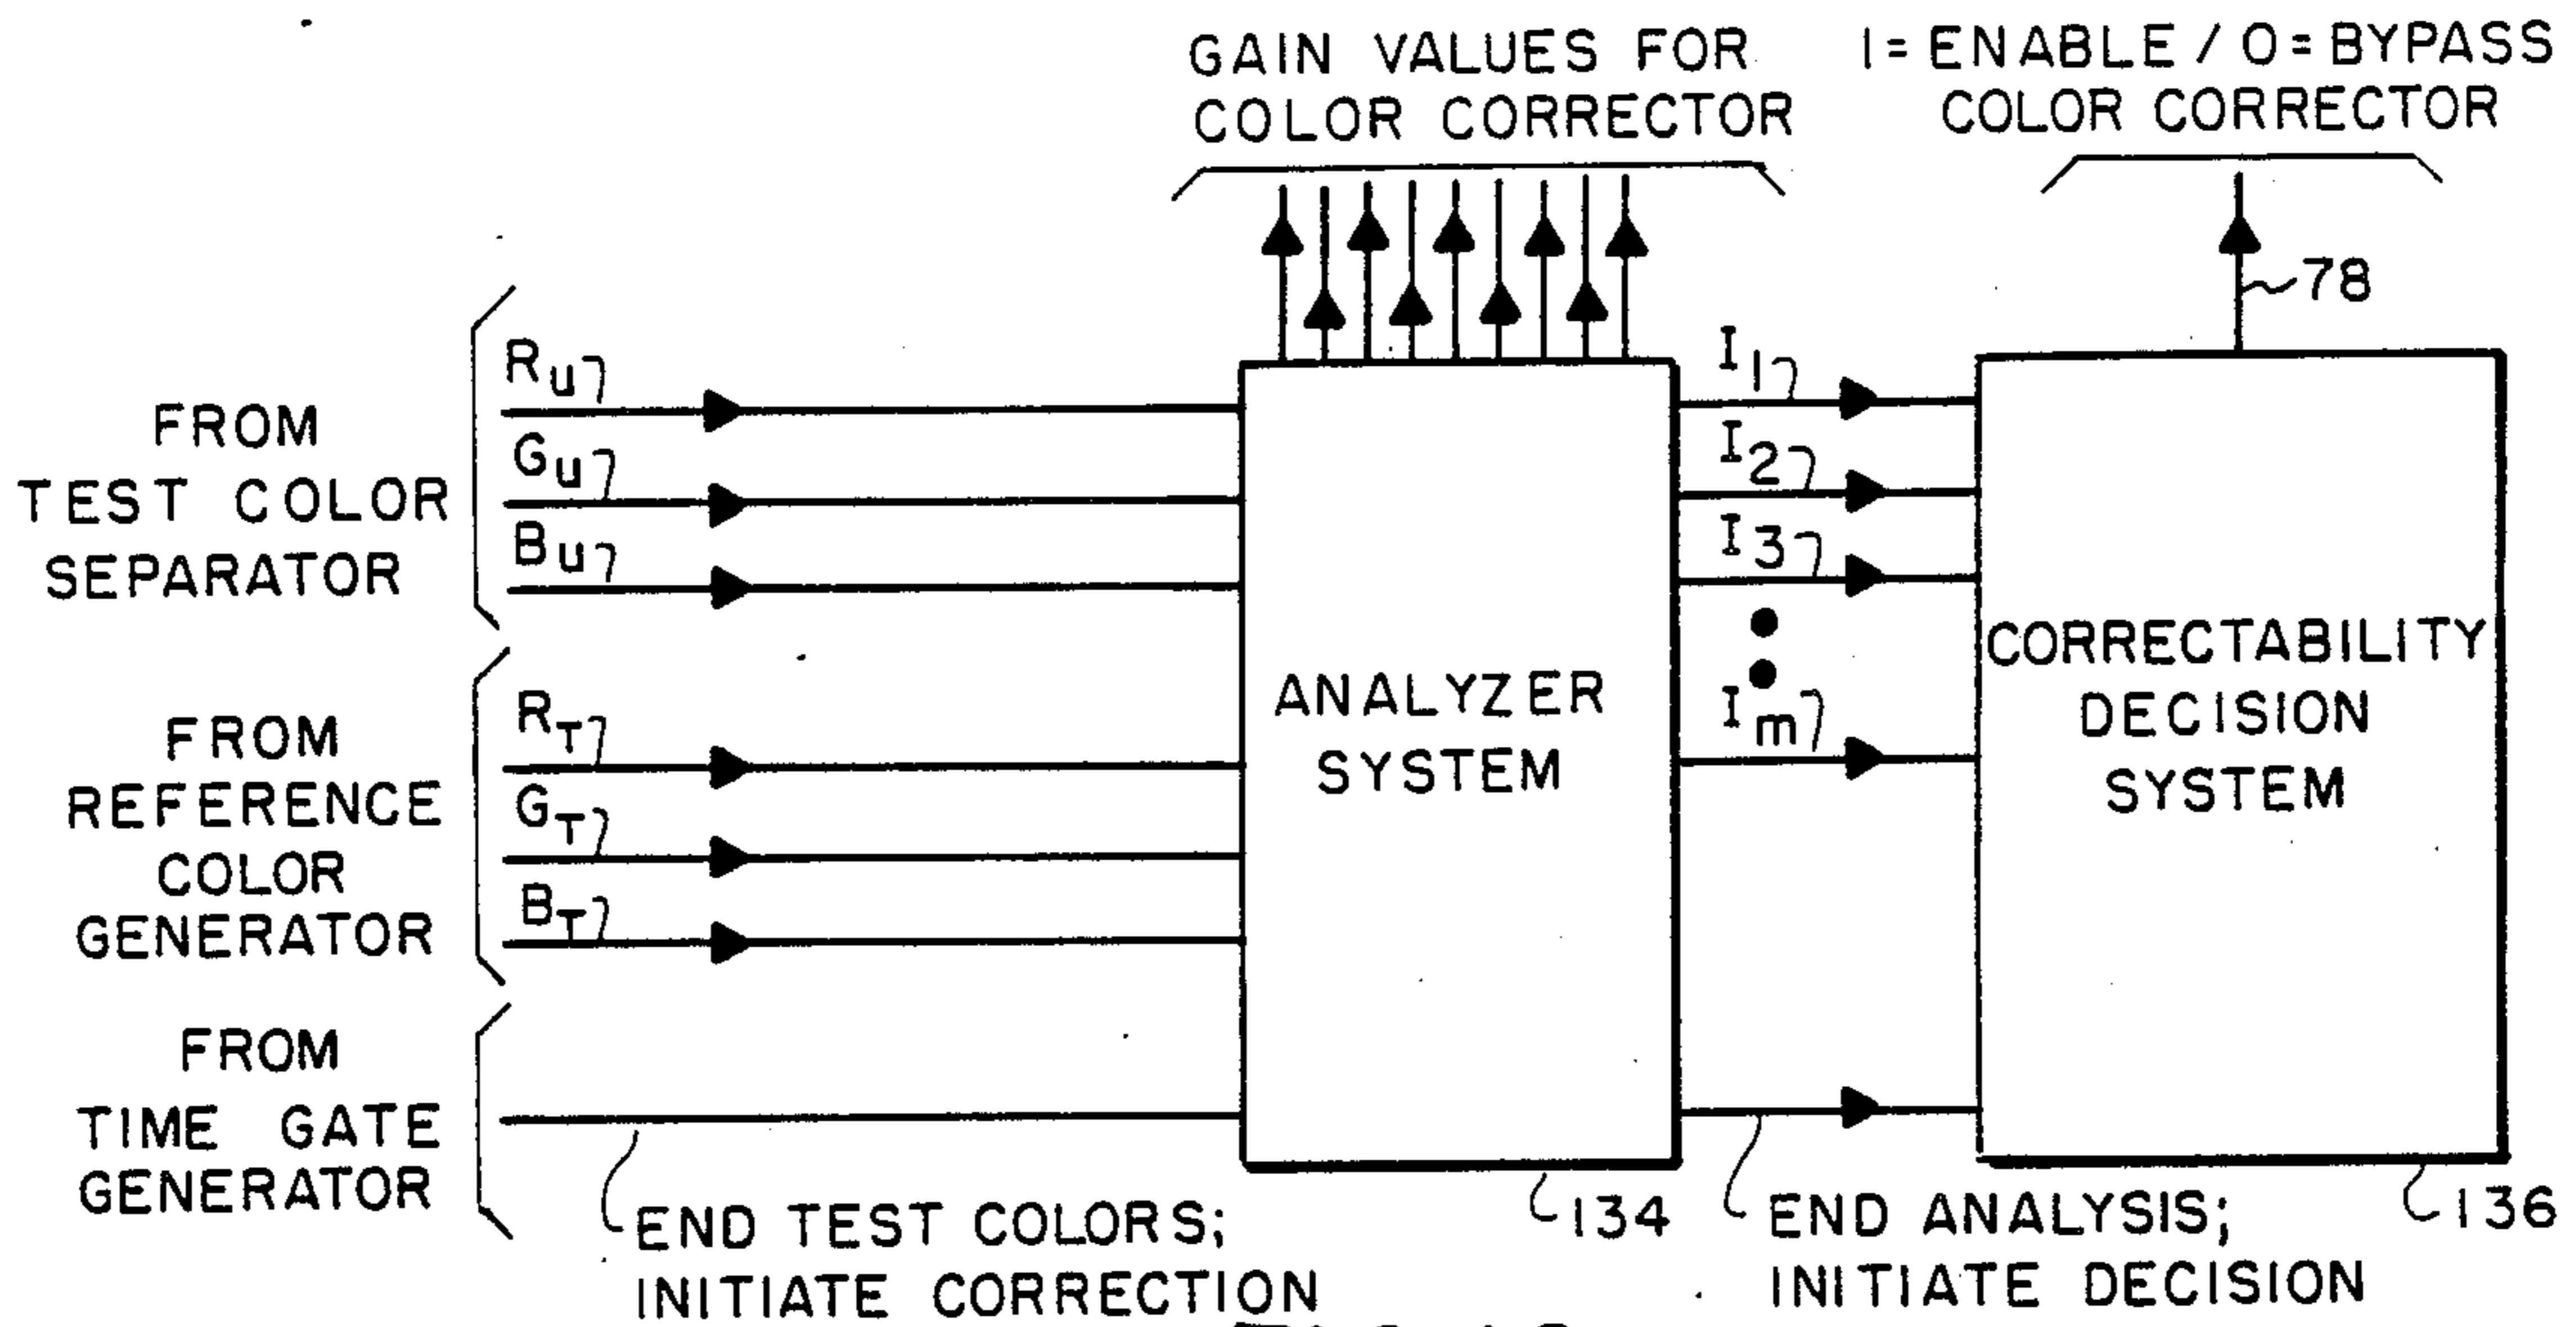 GAIN VALUES FOR
COLOR CORRECTOR
1 = ENABLE / 0 = BYPASS
COLOR CORRECTOR
78
FROM
TEST COLOR
SEPARATOR
Ru
Gu
Bu
FROM
REFERENCE
COLOR
GENERATOR
RT
GT
BT
FROM
TIME GATE
GENERATOR
END TEST COLORS;
INITIATE CORRECTION
ANALYZER
SYSTEM
134
I1
I2
I3
Im
END ANALYSIS;
INITIATE DECISION
CORRECTABILITY
DECISION
SYSTEM
136